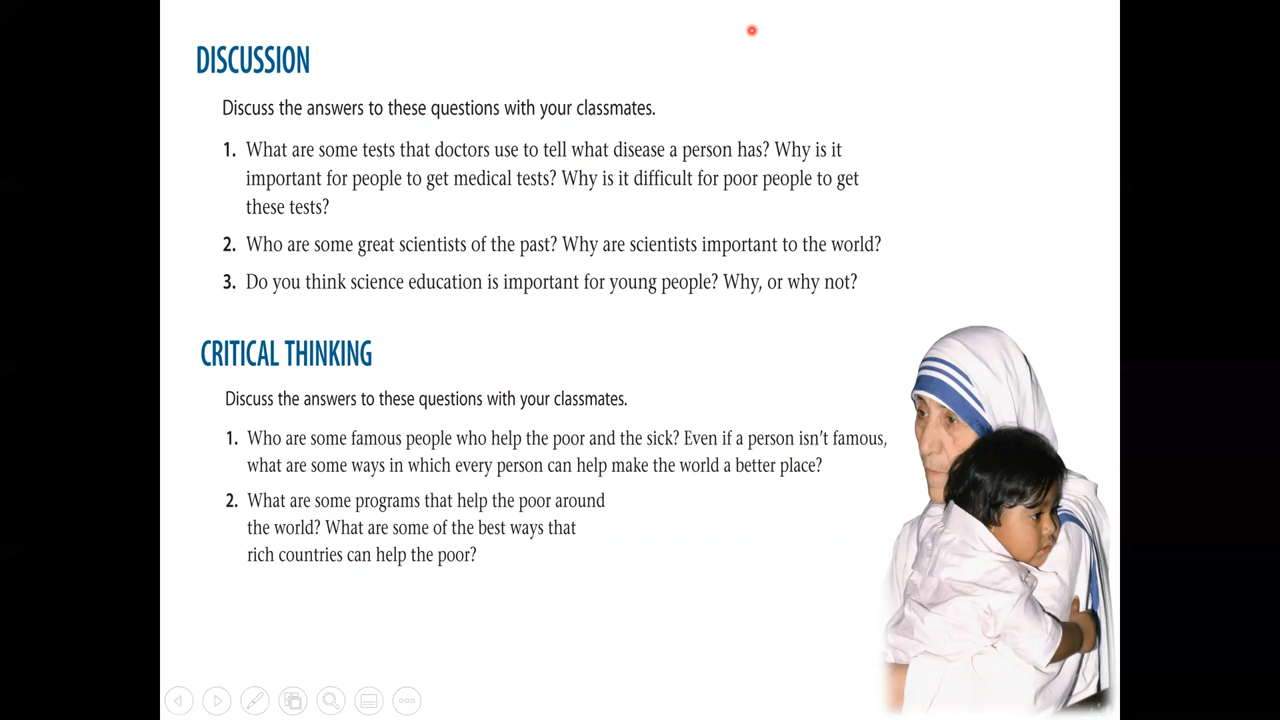 DISCUSSION
Discuss the answers to these questions with your classmates.
1. What are some tests that doctors use to tell what disease a person has? Why is it
important for people to get medical tests? Why is it difficult for poor people to get
these tests?
2. Who are some great scientists of the past? Why are scientists important to the world?
3. Do you think science education is important for young people? Why, or why not?
CRITICAL THINKING
Discuss the answers to these questions with your classmates.
1. Who are some famous people who help the poor and the sick? Even if a person isn't famous,
what are some ways in which every person can help make the world a better place?
2. What are some programs that help the poor around
the world? What are some of the best ways that
rich countries can help the poor?